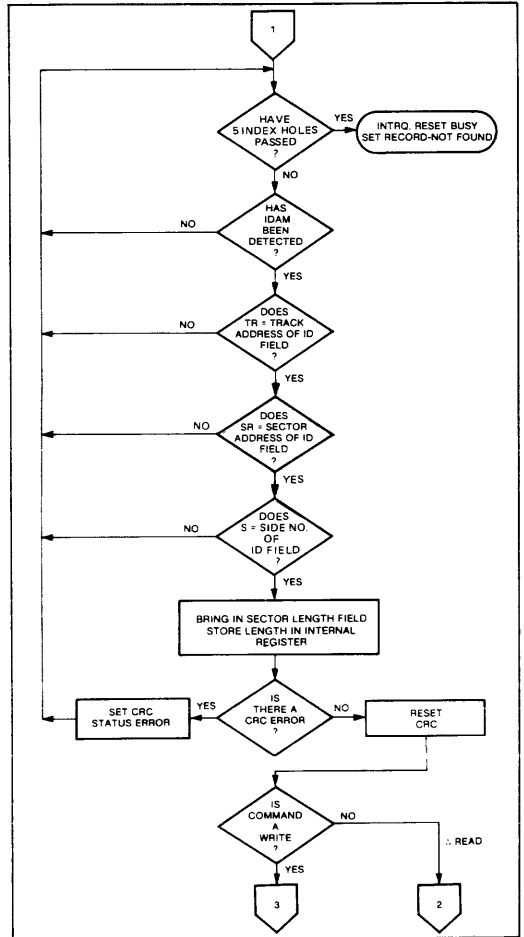 1
HAVE
5 INDEX HOLES
PASSED
?
YES
INTRQ. RESET BUSY
SET RECORD-NOT FOUND
NO
HAS
IDAM
BEEN
DETECTED
?
NO
YES
DOES
TR = TRACK
ADDRESS OF ID
FIELD
?
NO
YES
DOES
SR = SECTOR
ADDRESS OF ID
FIELD
?
NO
YES
DOES
S = SIDE NO.
OF
ID FIELD
?
NO
YES
BRING IN SECTOR LENGTH FIELD
STORE LENGTH IN INTERNAL
REGISTER
IS
THERE A
CRC ERROR
?
YES
SET CRC
STATUS ERROR
NO
RESET
CRC
IS
COMMAND
A
WRITE
?
NO
∴ READ
YES
3
2